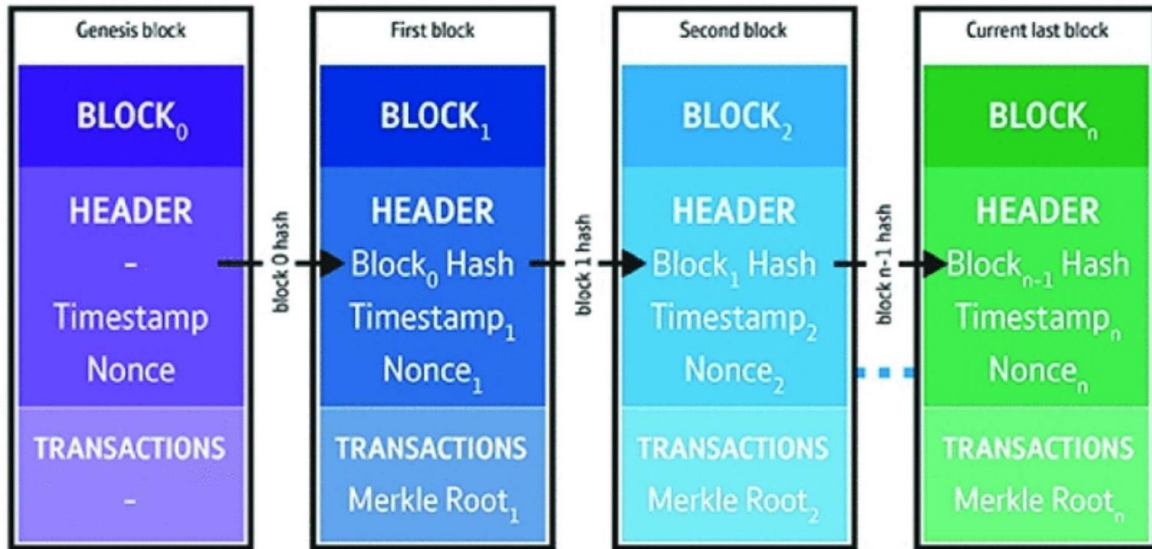 Genesis block
BLOCK₀
HEADER
-
Timestamp
Nonce
TRANSACTIONS
-
block 0 hash
First block
BLOCK₁
HEADER
Block₀ Hash
Timestamp₁
Nonce₁
TRANSACTIONS
Merkle Root₁
block 1 hash
Second block
BLOCK₂
HEADER
Block₁ Hash
Timestamp₂
Nonce₂
TRANSACTIONS
Merkle Root₂
block n-1 hash
Current last block
BLOCKₙ
HEADER
Blockₙ₋₁ Hash
Timestampₙ
Nonceₙ
TRANSACTIONS
Merkle Rootₙ